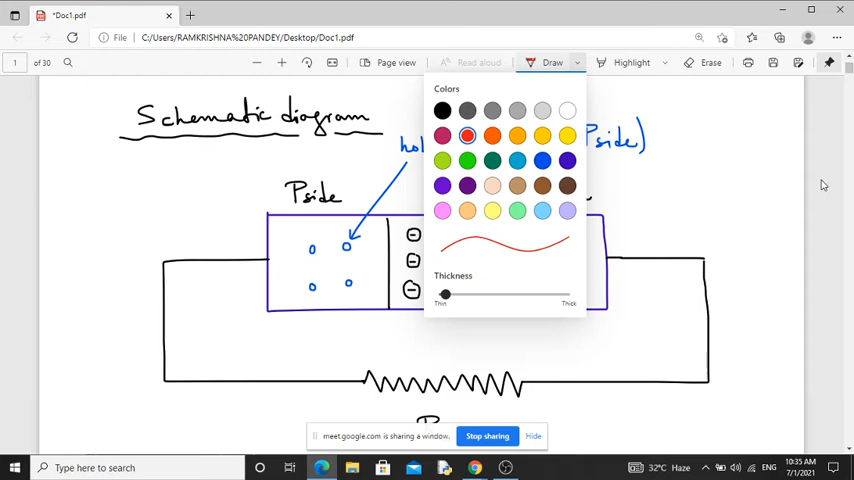 *Doc1.pdf
File
C:/Users/RAMKRISHNA%20PANDEY/Desktop/Doc1.pdf
1 of 30
Page view
Read aloud
Draw
Highlight
Erase
Colors
Schematic diagram
Pside)
Pside
Thickness
Thin
Thick
meet.google.com is sharing a window.
Stop sharing
Hide
Type here to search
32°C Haze
ENG
10:35 AM
7/1/2021